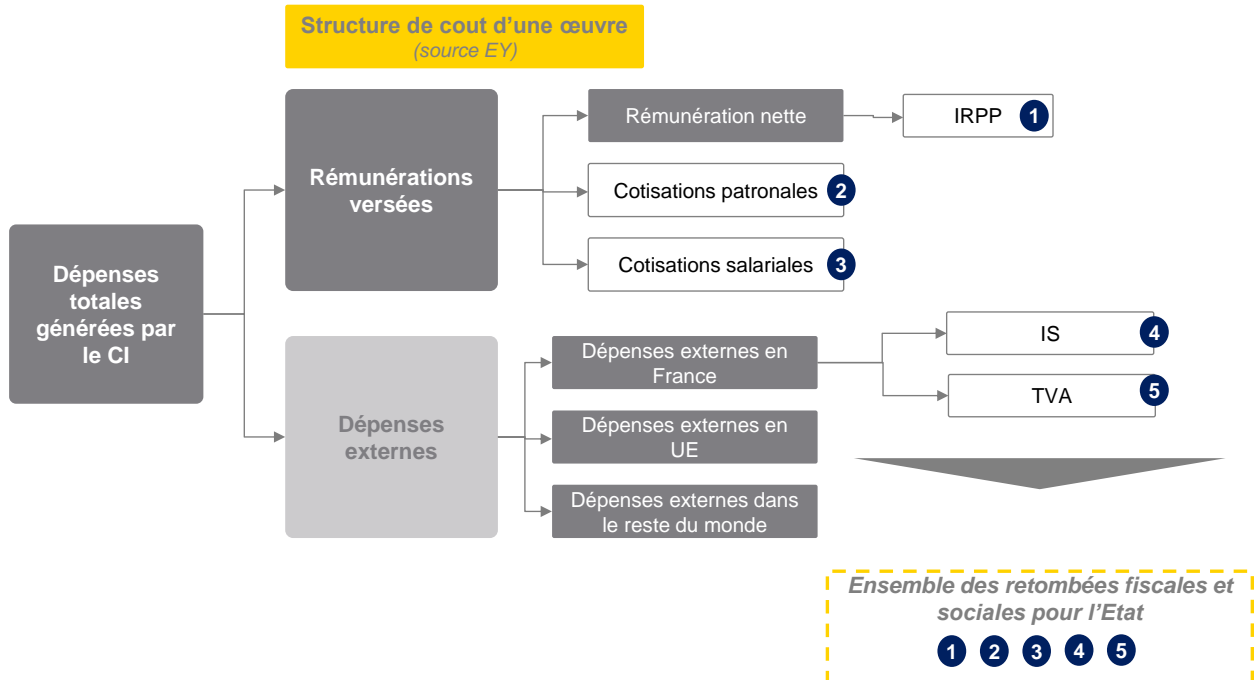 Structure de cout d'une œuvre
(source EY)
Dépenses
totales
générées par
le CI
Rémunérations
versées
Rémunération nette
IRPP 1
Cotisations patronales 2
Cotisations salariales 3
Dépenses
externes
Dépenses externes en
France
IS 4
TVA 5
Dépenses externes en
UE
Dépenses externes dans
le reste du monde
Ensemble des retombées fiscales et
sociales pour l'Etat
1 2 3 4 5